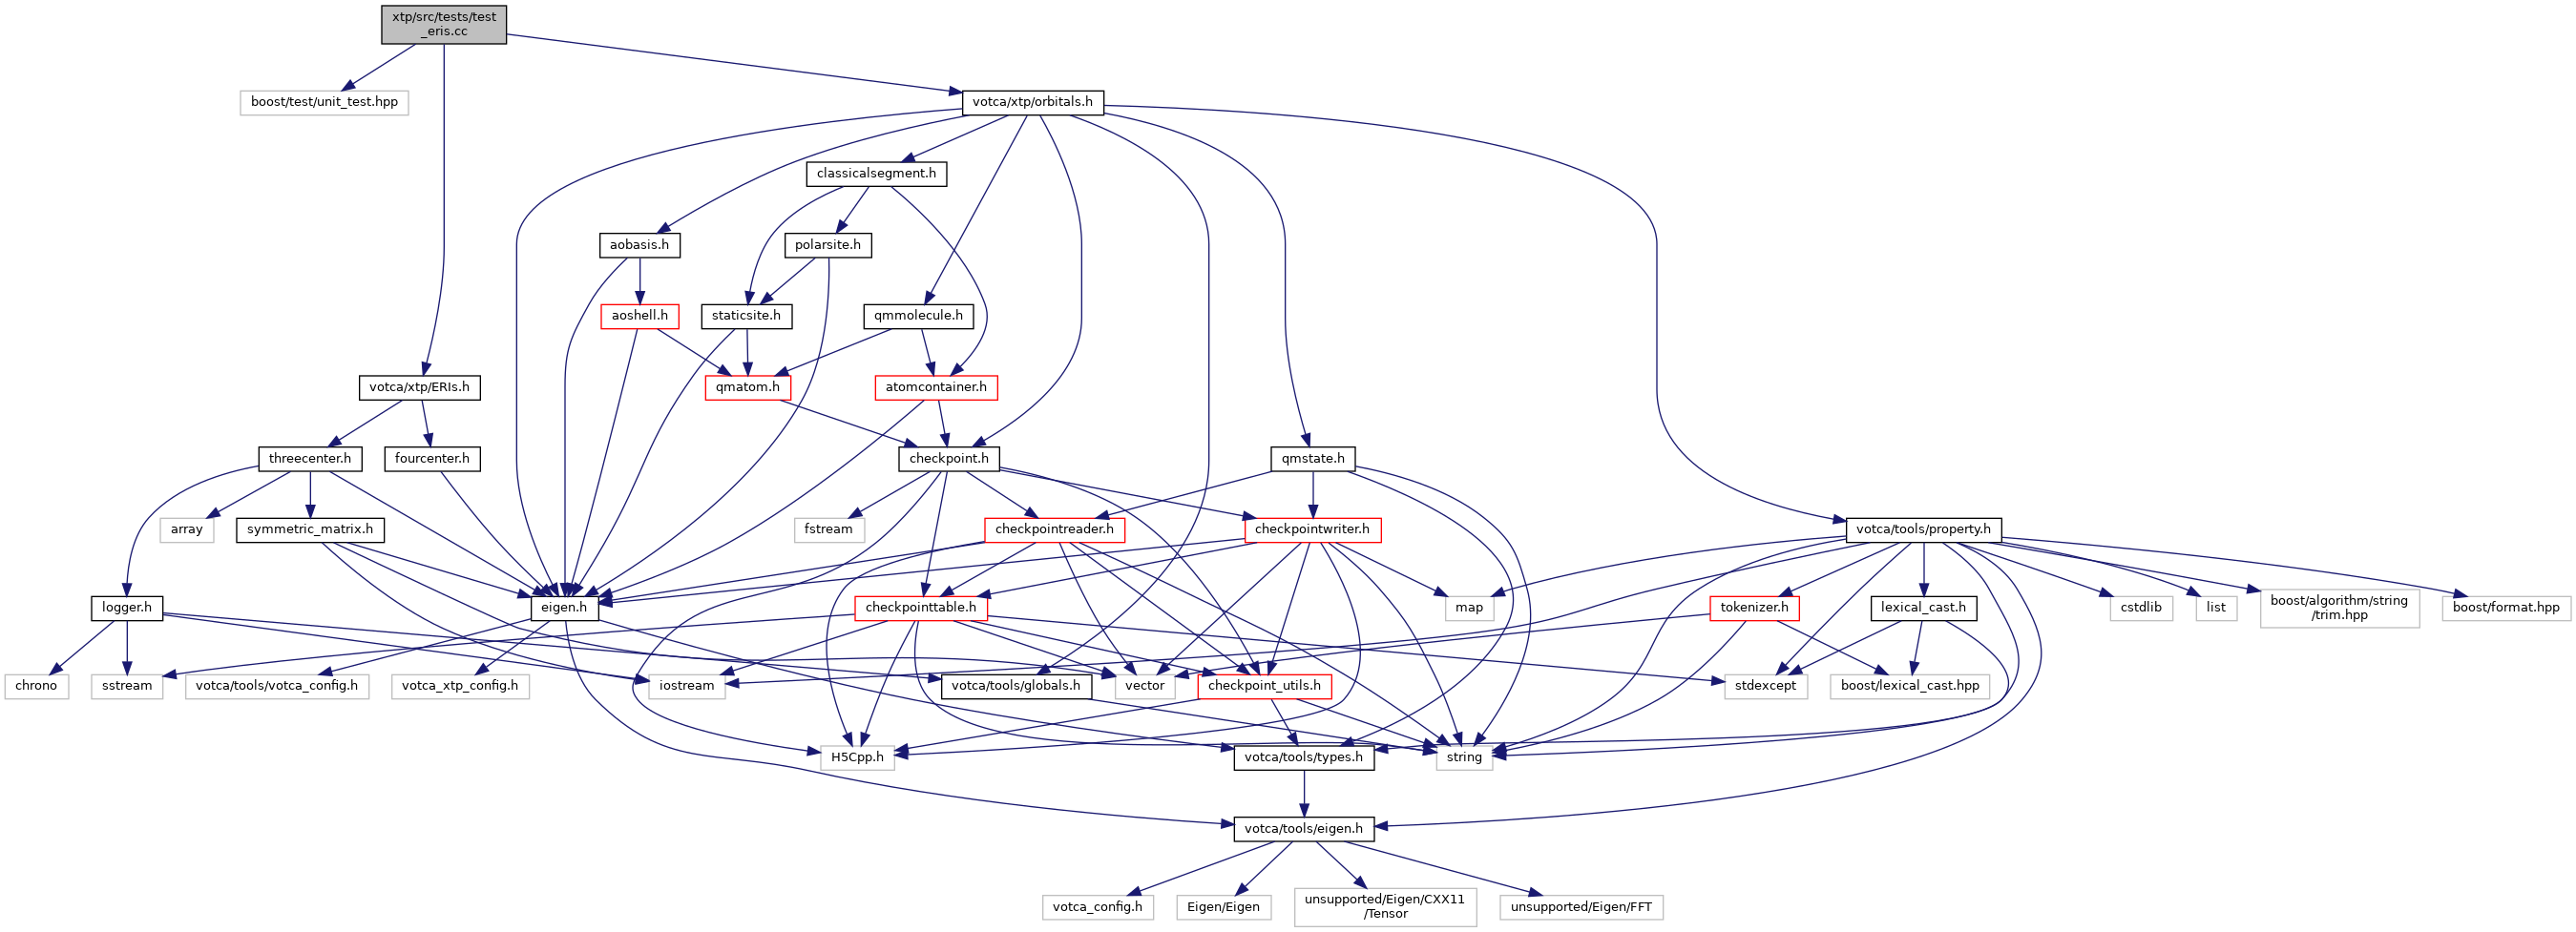 xtp/src/tests/test
_eris.cc
boost/test/unit_test.hpp
votca/xtp/orbitals.h
classicalsegment.h
aobasis.h
polarsite.h
aoshell.h
staticsite.h
qmmolecule.h
votca/xtp/ERIs.h
qmatom.h
atomcontainer.h
threecenter.h
fourcenter.h
checkpoint.h
qmstate.h
array
symmetric_matrix.h
fstream
checkpointreader.h
checkpointwriter.h
votca/tools/property.h
logger.h
eigen.h
checkpointtable.h
map
tokenizer.h
lexical_cast.h
cstdlib
list
boost/algorithm/string
/trim.hpp
boost/format.hpp
chrono
sstream
votca/tools/votca_config.h
votca_xtp_config.h
iostream
votca/tools/globals.h
vector
checkpoint_utils.h
stdexcept
boost/lexical_cast.hpp
H5Cpp.h
votca/tools/types.h
string
votca/tools/eigen.h
votca_config.h
Eigen/Eigen
unsupported/Eigen/CXX11
/Tensor
unsupported/Eigen/FFT